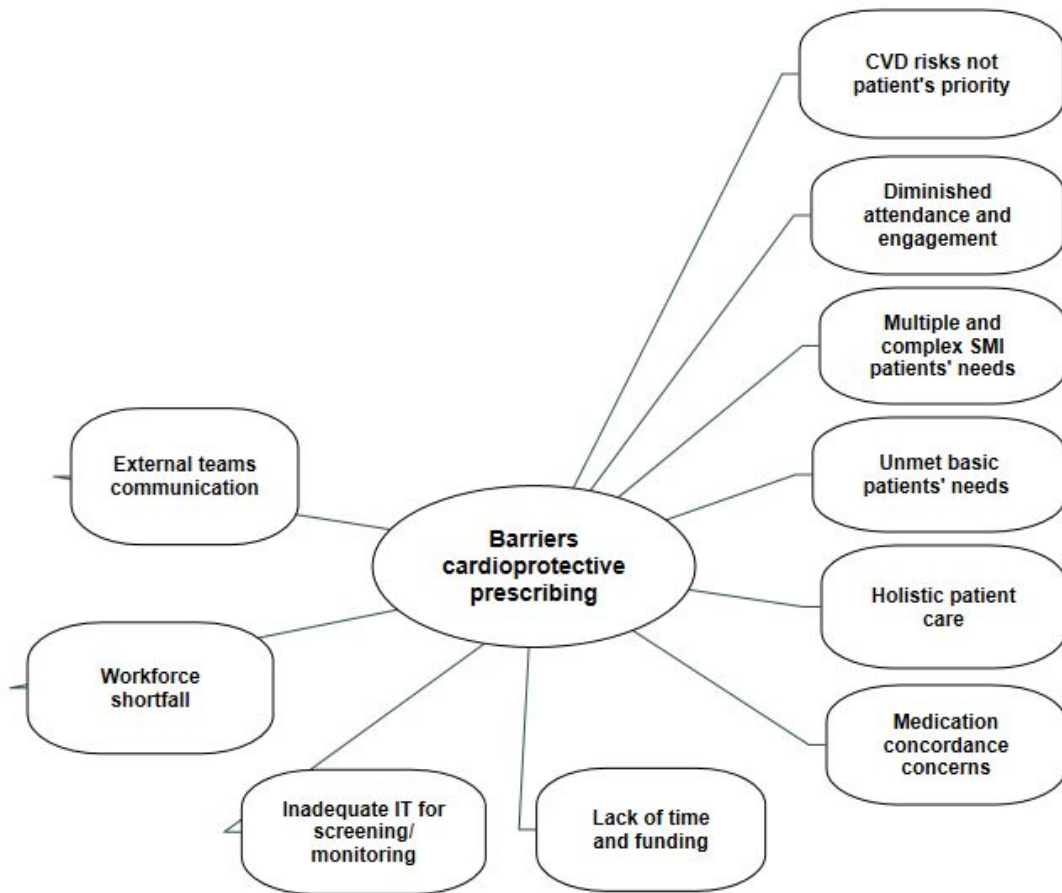 CVD risks not
patient's priority
Diminished
attendance and
engagement
Multiple and
complex SMI
patients' needs
External teams
communication
Unmet basic
patients' needs
Barriers
cardioprotective
prescribing
Holistic patient
care
Workforce
shortfall
Medication
concordance
concerns
Inadequate IT for
screening/
monitoring
Lack of time
and funding